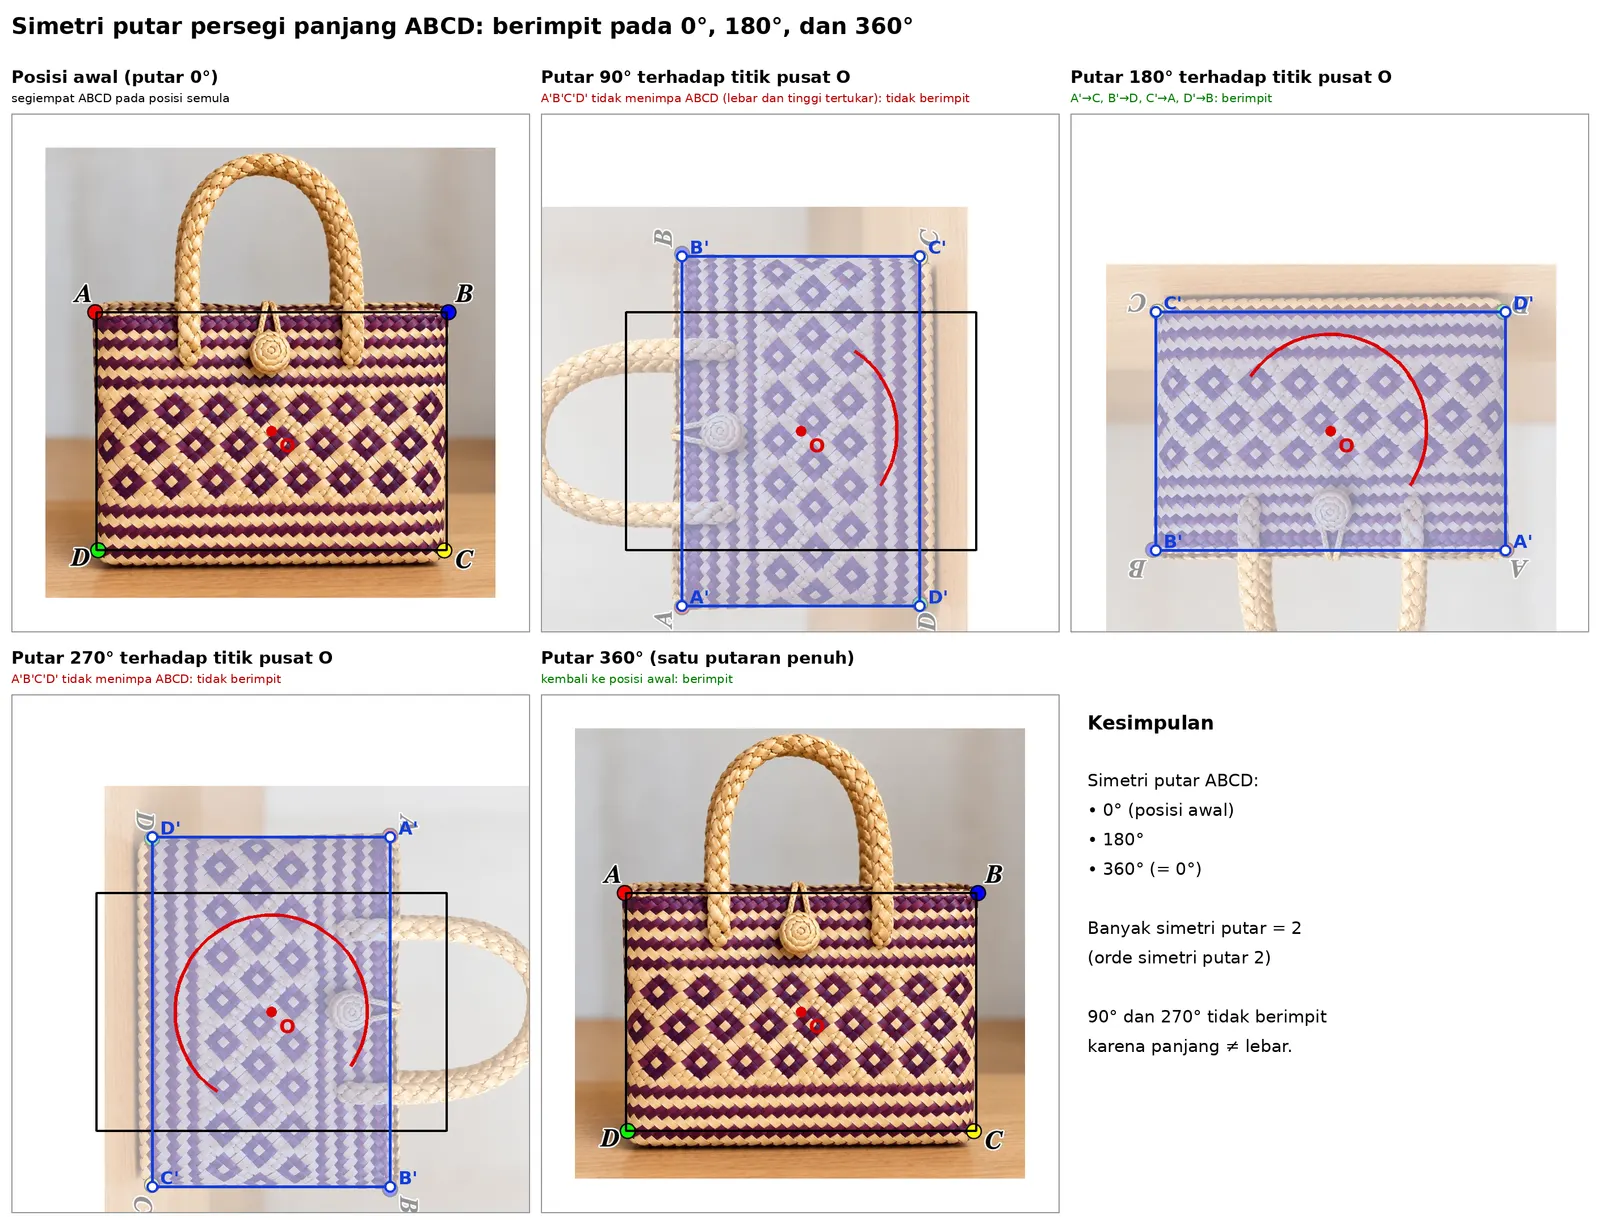 Simetri putar persegi panjang ABCD: berimpit pada 0°, 180°, dan 360°
Posisi awal (putar 0°)
segiempat ABCD pada posisi semula
A
B
O
D
C
Putar 90° terhadap titik pusat O
A'B'C'D' tidak menimpa ABCD (lebar dan tinggi tertukar): tidak berimpit
B
B'
C
C'
O
A
A'
D'
D
Putar 180° terhadap titik pusat O
A'→C, B'→D, C'→A, D'→B: berimpit
C
C'
D'
D
O
B'
B
A'
A
Putar 270° terhadap titik pusat O
A'B'C'D' tidak menimpa ABCD: tidak berimpit
D
D'
A'
A
O
C'
C
B'
B
Putar 360° (satu putaran penuh)
kembali ke posisi awal: berimpit
A
B
O
D
C
Kesimpulan
Simetri putar ABCD:
• 0° (posisi awal)
• 180°
• 360° (= 0°)
Banyak simetri putar = 2
(orde simetri putar 2)
90° dan 270° tidak berimpit
karena panjang ≠ lebar.